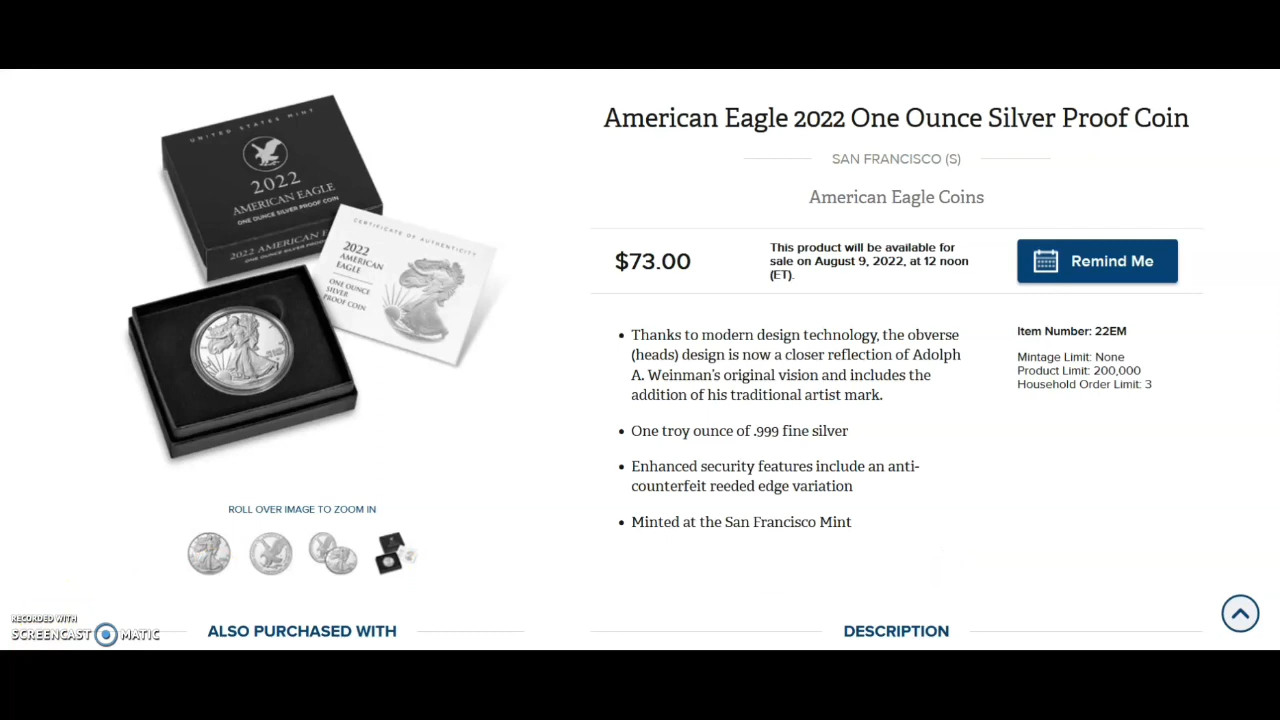 UNITED STATES MINT
2022
AMERICAN EAGLE
ONE OUNCE SILVER PROOF COIN
2022 AMERICAN E
ONE OUNCE SILVER PROOF
CERTIFICATE OF AUTHENTICITY
2022
AMERICAN
EAGLE
ONE OUNCE
SILVER
PROOF COIN
ROLL OVER IMAGE TO ZOOM IN
RECORDED WITH
SCREENCAST MATIC
ALSO PURCHASED WITH
American Eagle 2022 One Ounce Silver Proof Coin
SAN FRANCISCO (S)
American Eagle Coins
$73.00
This product will be available for
sale on August 9, 2022, at 12 noon
(ET).
Remind Me
• Thanks to modern design technology, the obverse
(heads) design is now a closer reflection of Adolph
A. Weinman's original vision and includes the
addition of his traditional artist mark.
• One troy ounce of .999 fine silver
• Enhanced security features include an anti-
counterfeit reeded edge variation
• Minted at the San Francisco Mint
Item Number: 22EM
Mintage Limit: None
Product Limit: 200,000
Household Order Limit: 3
DESCRIPTION